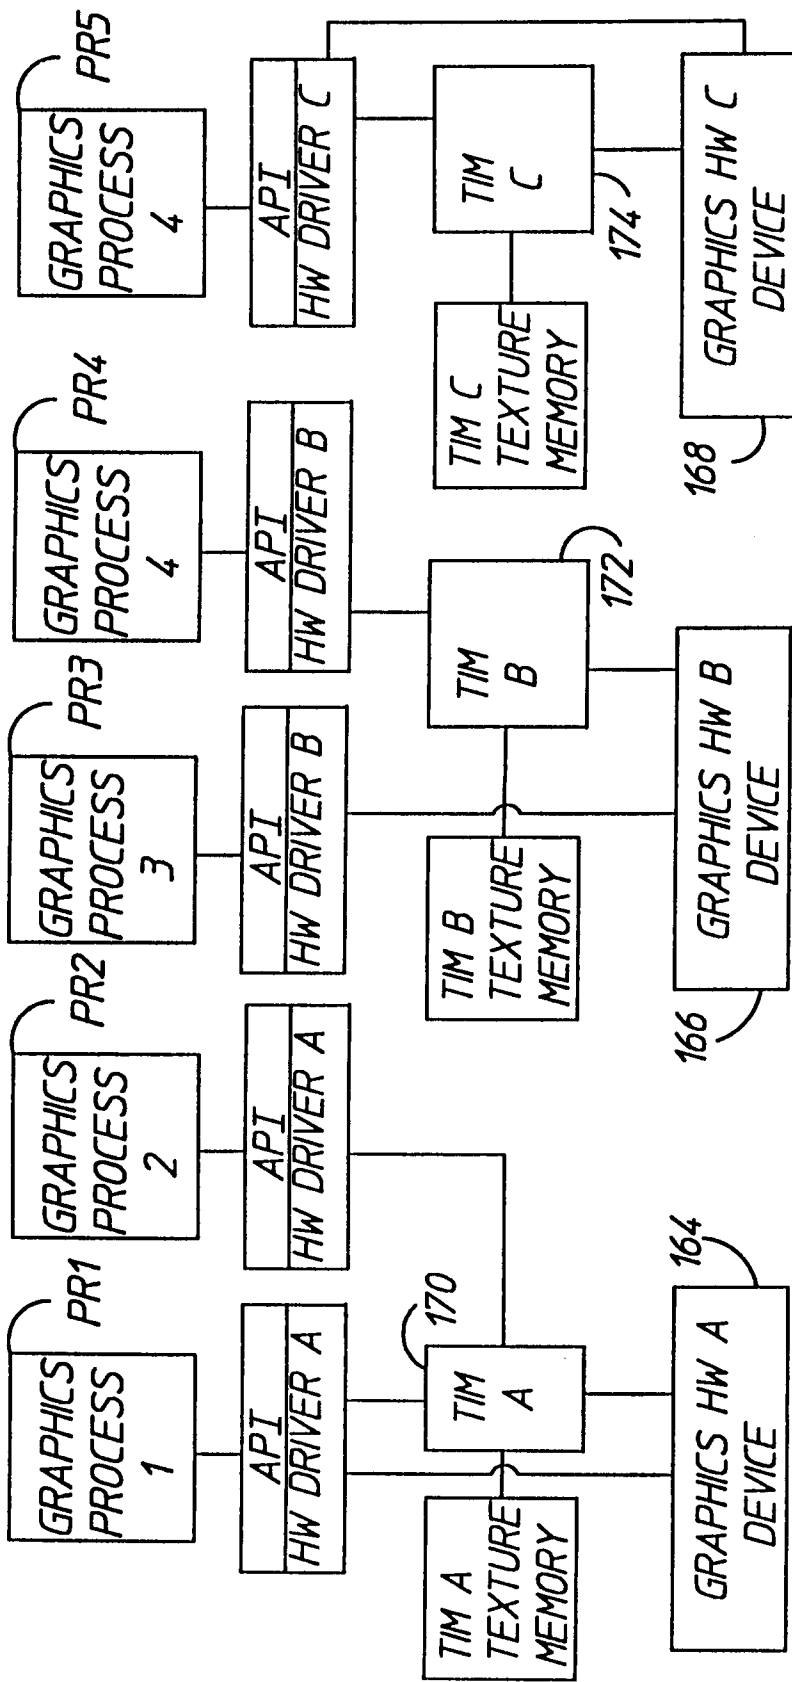 GRAPHICS
PROCESS
1
PR1
GRAPHICS
PROCESS
2
PR2
GRAPHICS
PROCESS
3
PR3
GRAPHICS
PROCESS
4
PR4
GRAPHICS
PROCESS
4
PR5
API
HW DRIVER A
API
HW DRIVER A
API
HW DRIVER B
API
HW DRIVER B
API
HW DRIVER C
TIM A
TEXTURE
MEMORY
TIM
A
170
TIM B
TEXTURE
MEMORY
TIM
B
172
TIM C
TEXTURE
MEMORY
TIM
C
174
GRAPHICS HW A
DEVICE
164
GRAPHICS HW B
DEVICE
166
GRAPHICS HW C
DEVICE
168